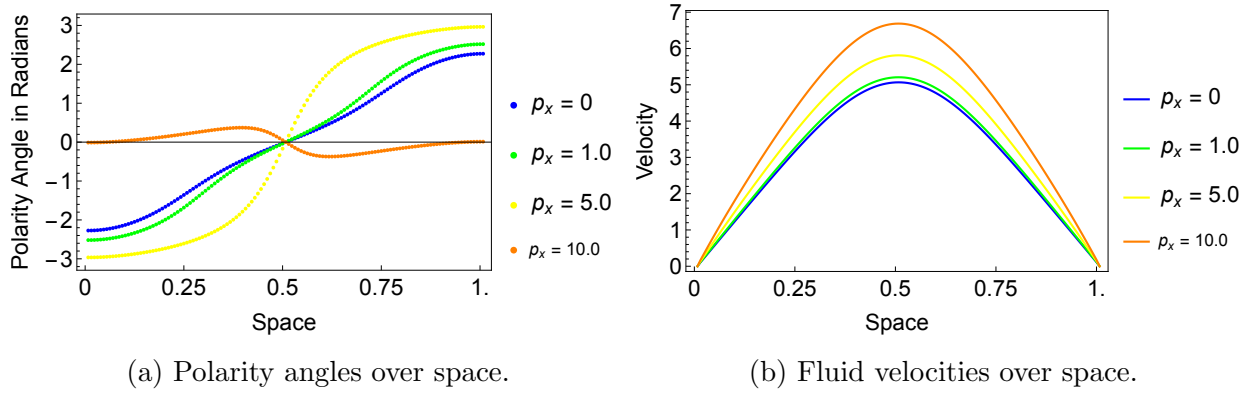 Polarity Angle in Radians
3
2
1
0
−1
−2
−3
0
0.25
0.5
0.75
1.
Space
p_x = 0
p_x = 1.0
p_x = 5.0
p_x = 10.0
(a) Polarity angles over space.
Velocity
7
6
5
4
3
2
1
0
0
0.25
0.5
0.75
1.
Space
p_x = 0
p_x = 1.0
p_x = 5.0
p_x = 10.0
(b) Fluid velocities over space.